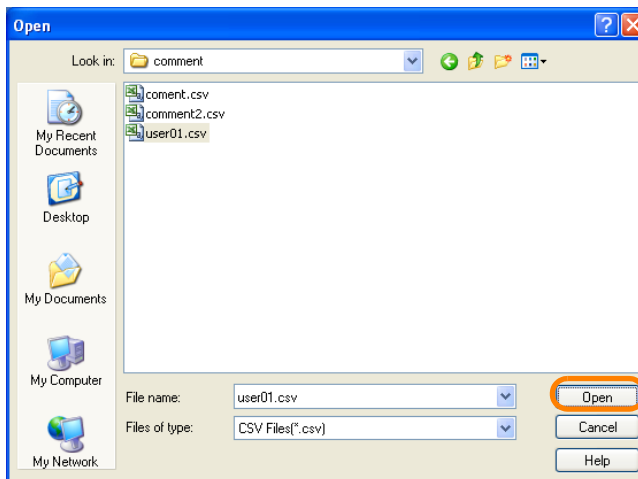 Open
Look in: comment
coment.csv
comment2.csv
user01.csv
My Recent
Documents
Desktop
My Documents
My Computer
My Network
File name: user01.csv Open
Files of type: CSV Files(*.csv) Cancel
Help